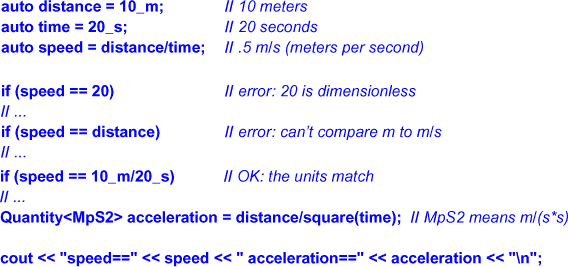 auto distance = 10_m; // 10 meters
auto time = 20_s; // 20 seconds
auto speed = distance/time; // .5 m/s (meters per second)
if (speed == 20) // error: 20 is dimensionless
// ...
if (speed == distance) // error: can't compare m to m/s
// ...
if (speed == 10_m/20_s) // OK: the units match
// ...
Quantity<MpS2> acceleration = distance/square(time); // MpS2 means m/(s*s)
cout << "speed==" << speed << " acceleration==" << acceleration << "\n";